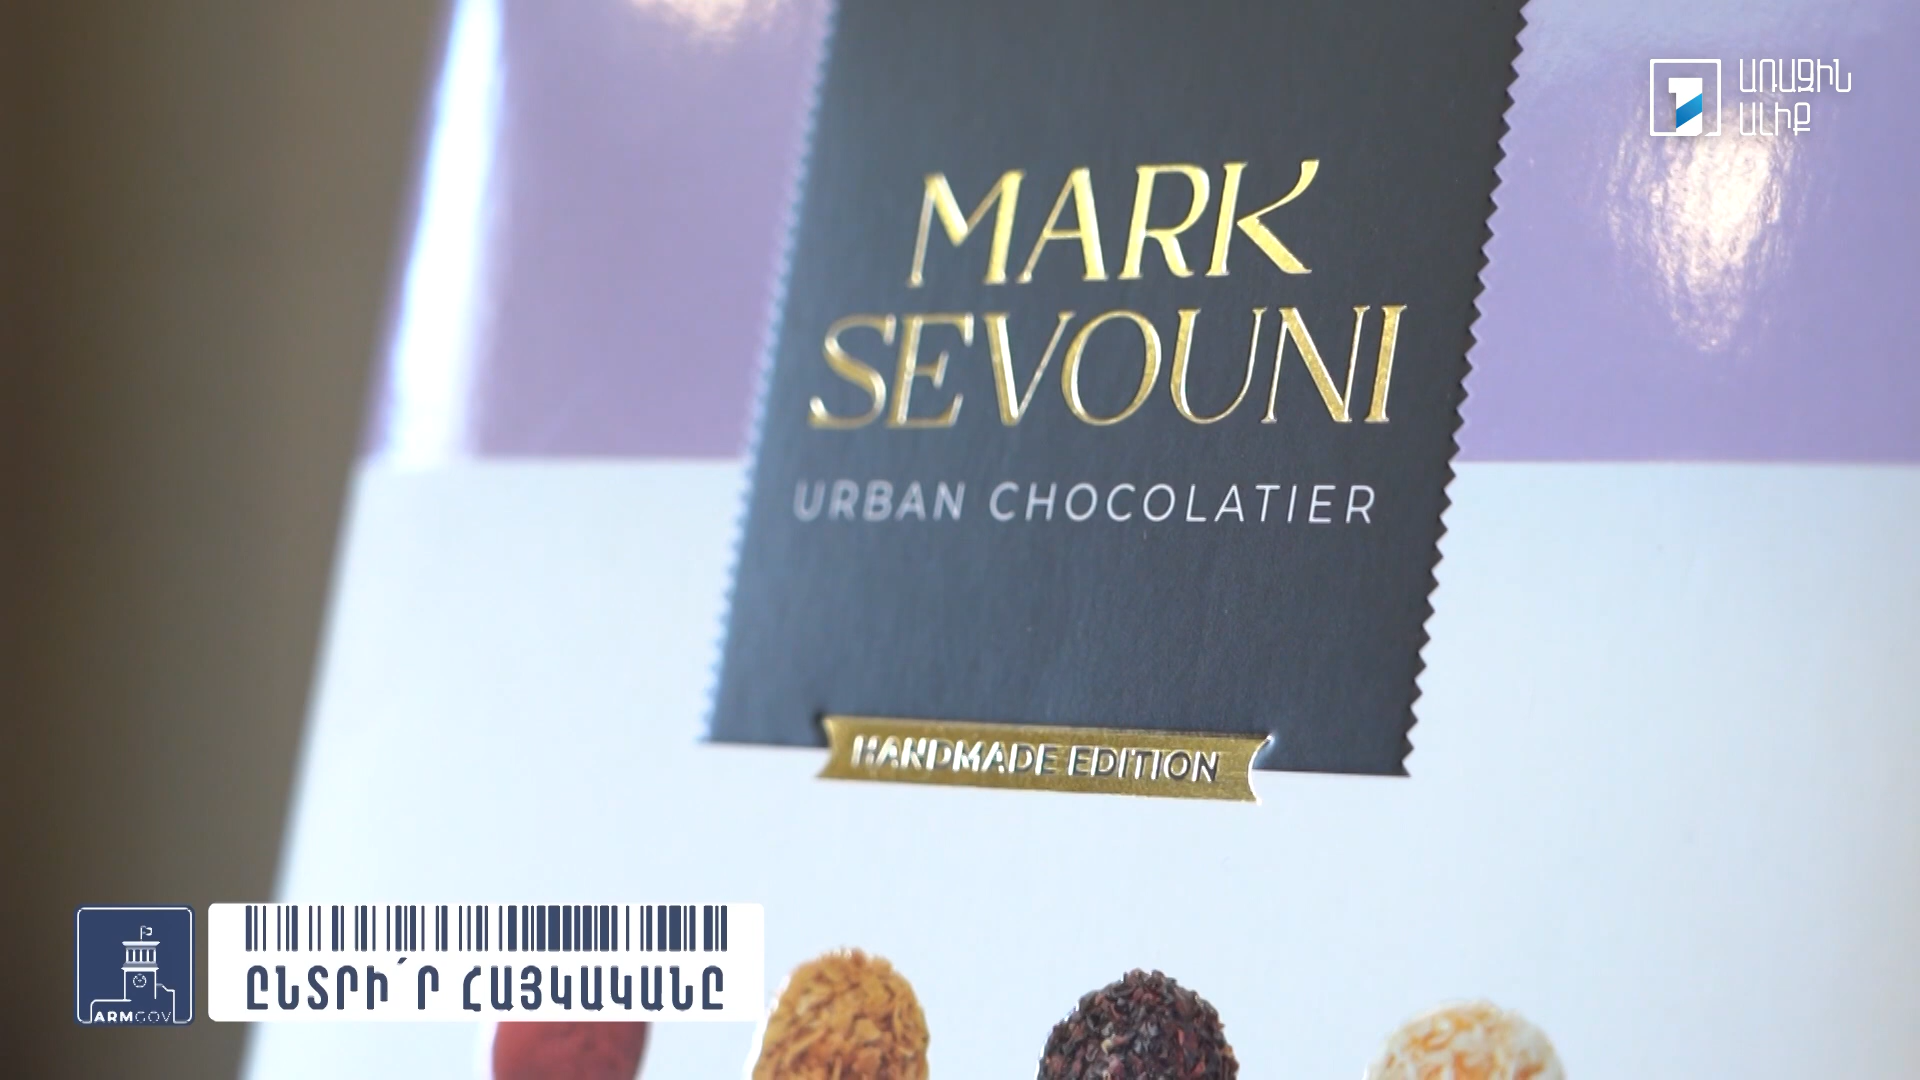 ԱՌԱՋԻՆ
ԱԼԻՔ
MARK
SEVOUNI
URBAN CHOCOLATIER
HANDMADE EDITION
ԸՆՏՐԻ՛Ր ՀԱՅԿԱԿԱՆԸ
ARMGOV